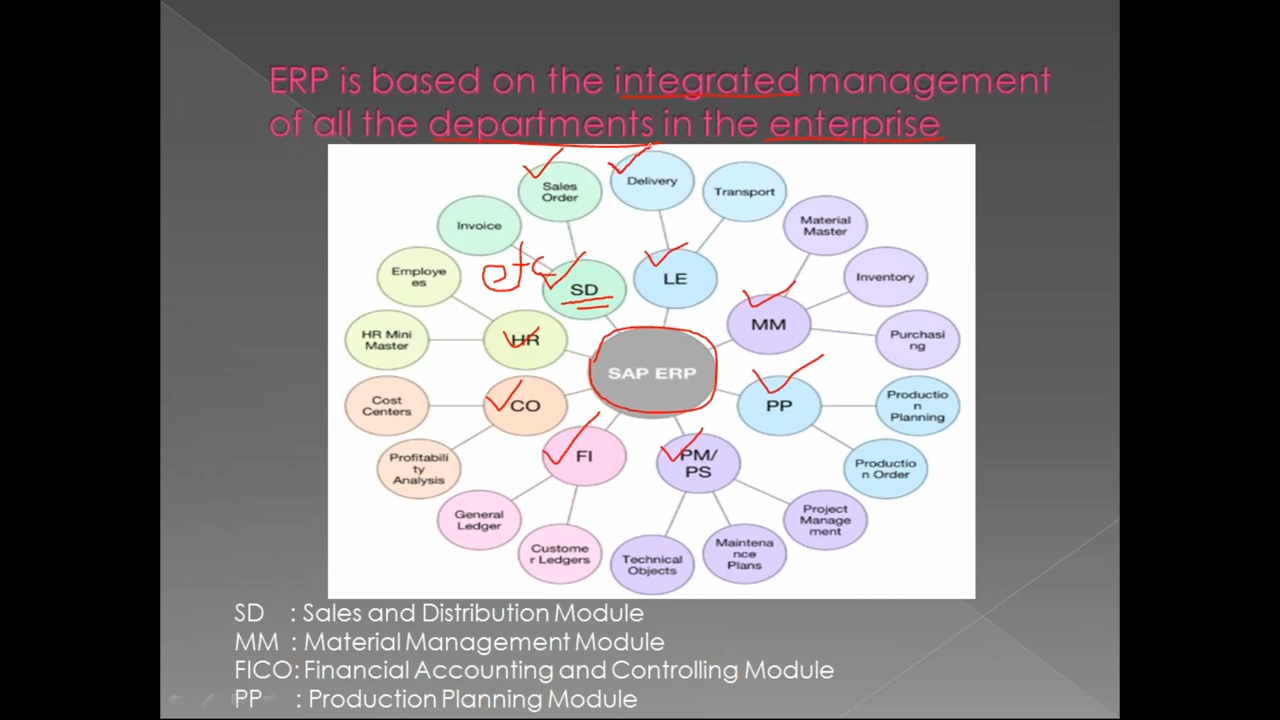 ERP is based on the integrated management
of all the departments in the enterprise
Sales
Order
Delivery
Transport
Invoice
Material
Master
etc
Employe
es
SD
LE
Inventory
MM
HR Mini
Master
HR
Purchasi
ng
SAP ERP
Cost
Centers
CO
PP
Productio
n
Planning
Profitabili
ty
Analysis
FI
PM/
PS
Productio
n Order
General
Ledger
Project
Manage
ment
Custome
r Ledgers
Technical
Objects
Maintena
nce
Plans
SD : Sales and Distribution Module
MM : Material Management Module
FICO: Financial Accounting and Controlling Module
PP : Production Planning Module